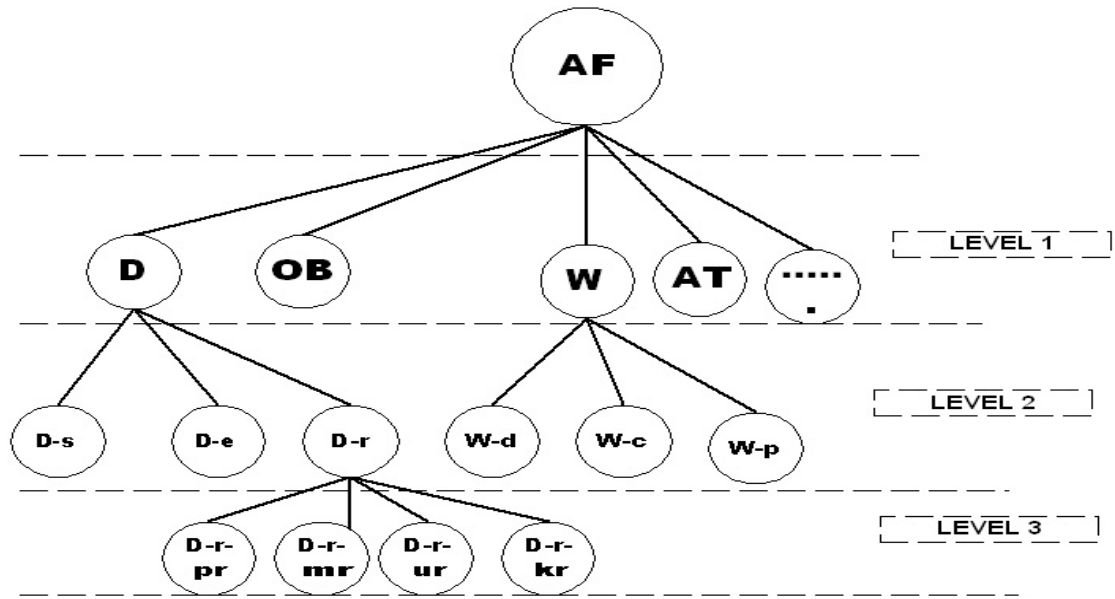 AF
LEVEL 1
D
OB
W
AT
.....
.
LEVEL 2
D-s
D-e
D-r
W-d
W-c
W-p
LEVEL 3
D-r-
pr
D-r-
mr
D-r-
ur
D-r-
kr